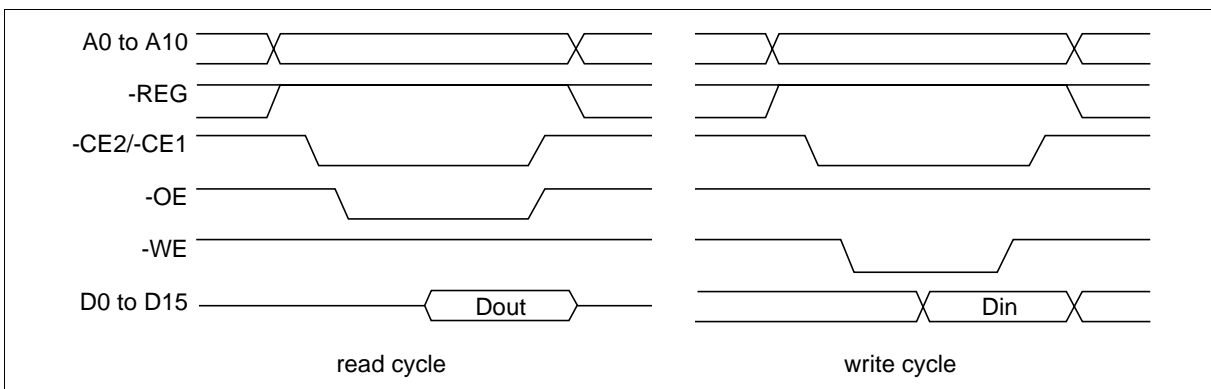 A0 to A10
-REG
-CE2/-CE1
-OE
-WE
D0 to D15
Dout
Din
read cycle
write cycle